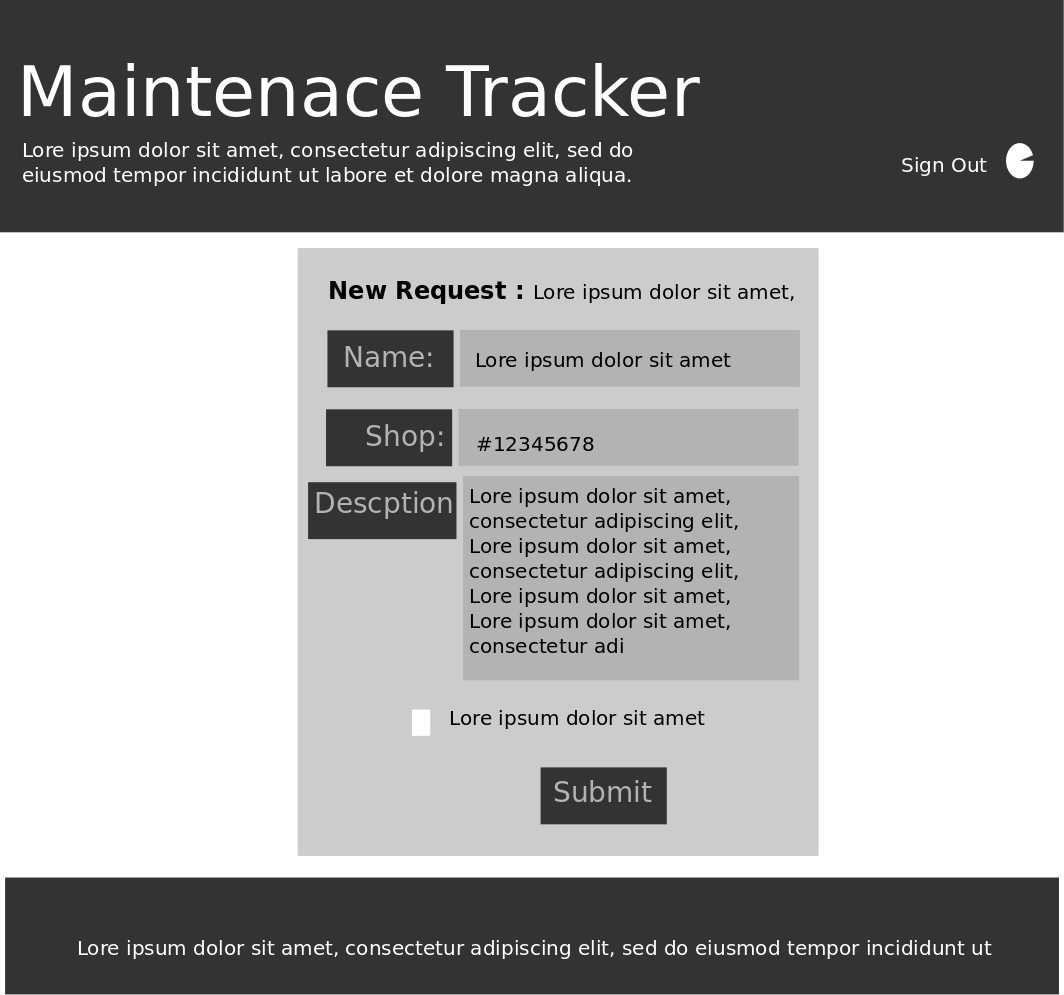 Maintenace Tracker
Lore ipsum dolor sit amet, consectetur adipiscing elit, sed do
eiusmod tempor incididunt ut labore et dolore magna aliqua.
Sign Out
New Request : Lore ipsum dolor sit amet,
Name: Lore ipsum dolor sit amet
Shop: #12345678
Descption
Lore ipsum dolor sit amet,
consectetur adipiscing elit,
Lore ipsum dolor sit amet,
consectetur adipiscing elit,
Lore ipsum dolor sit amet,
Lore ipsum dolor sit amet,
consectetur adi
Lore ipsum dolor sit amet
Submit
Lore ipsum dolor sit amet, consectetur adipiscing elit, sed do eiusmod tempor incididunt ut